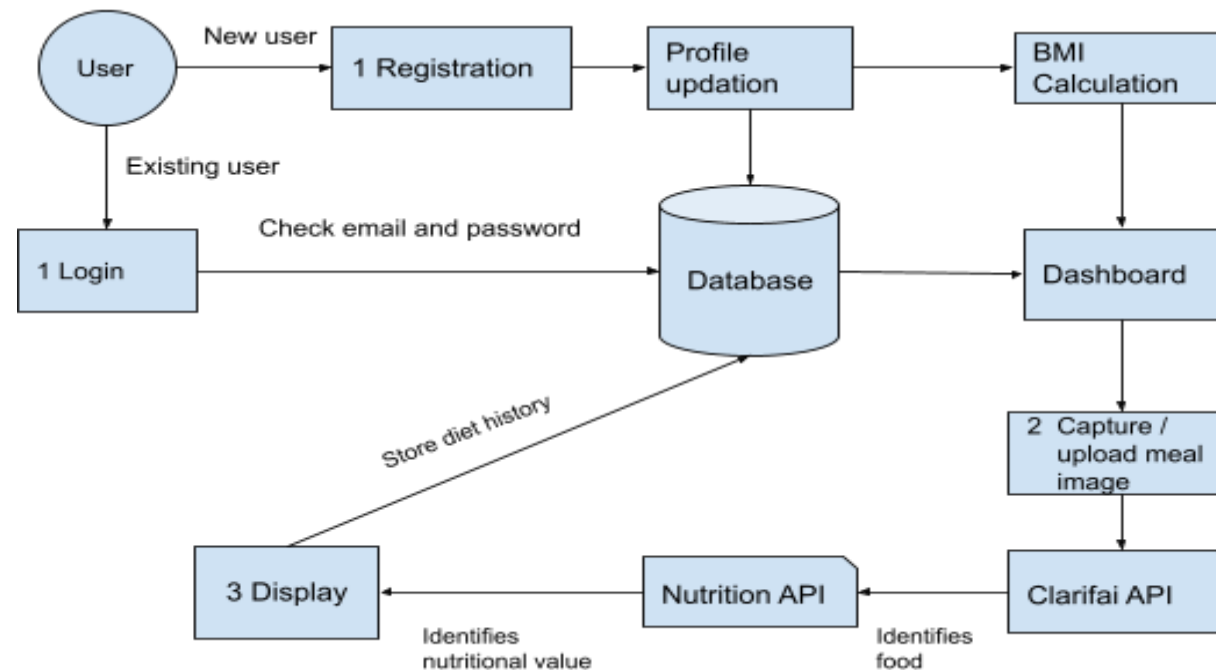 New user
User
1 Registration
Profile
updation
BMI
Calculation
Existing user
Check email and password
1 Login
Database
Dashboard
Store diet history
2 Capture /
upload meal
image
3 Display
Nutrition API
Clarifai API
Identifies
nutritional value
Identifies
food